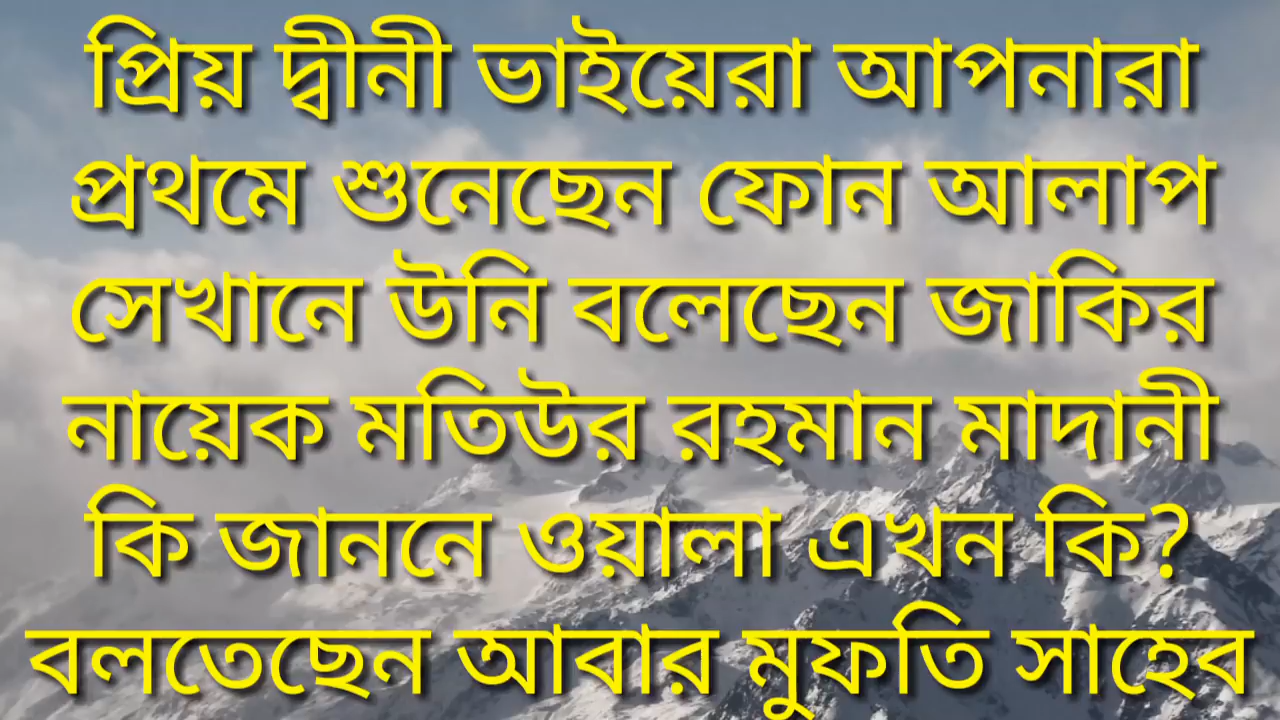 প্রিয় দ্বীনী ভাইয়েরা আপনারা
প্রথমে শুনেছেন ফোন আলাপ
সেখানে উনি বলেছেন জাকির
নায়েক মতিউর রহমান মাদানী
কি জাননে ওয়ালা এখন কি?
বলতেছেন আবার মুফতি সাহেব